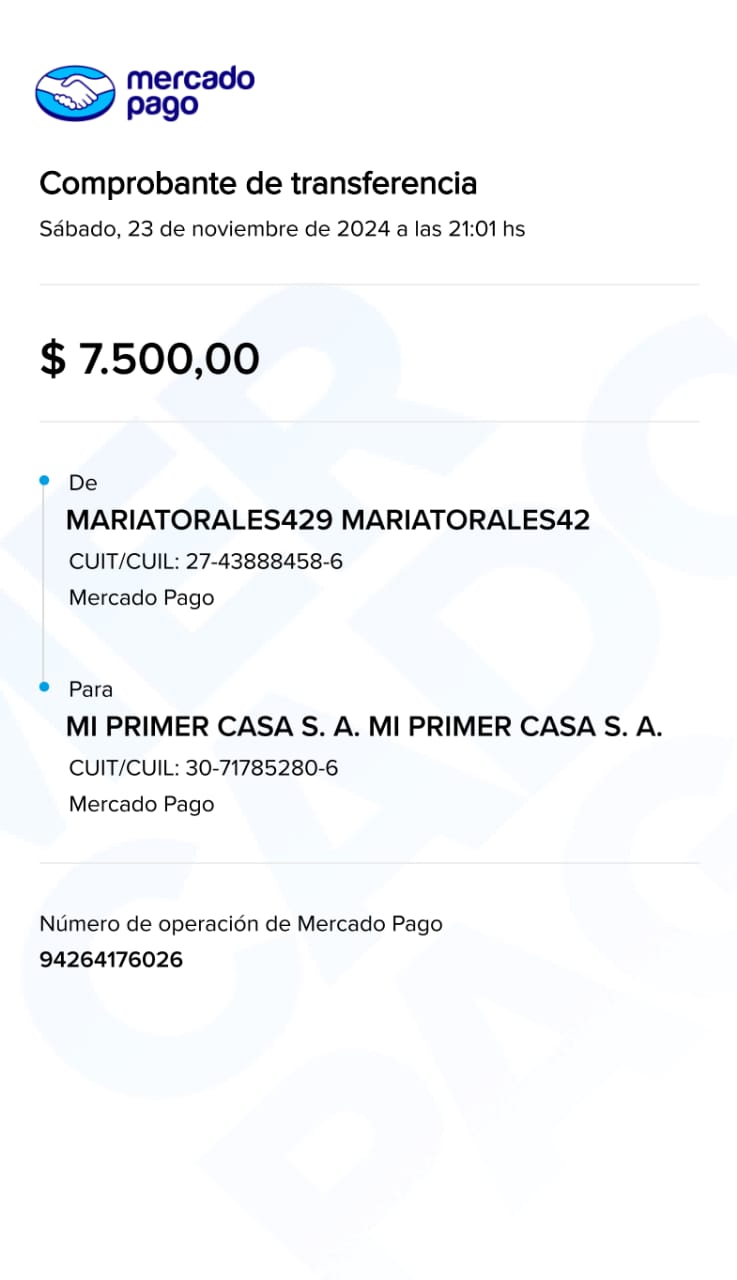 mercado
pago
Comprobante de transferencia
Sábado, 23 de noviembre de 2024 a las 21:01 hs
$ 7.500,00
De
MARIATORALES429 MARIATORALES42
CUIT/CUIL: 27-43888458-6
Mercado Pago
Para
MI PRIMER CASA S. A. MI PRIMER CASA S. A.
CUIT/CUIL: 30-71785280-6
Mercado Pago
Número de operación de Mercado Pago
94264176026